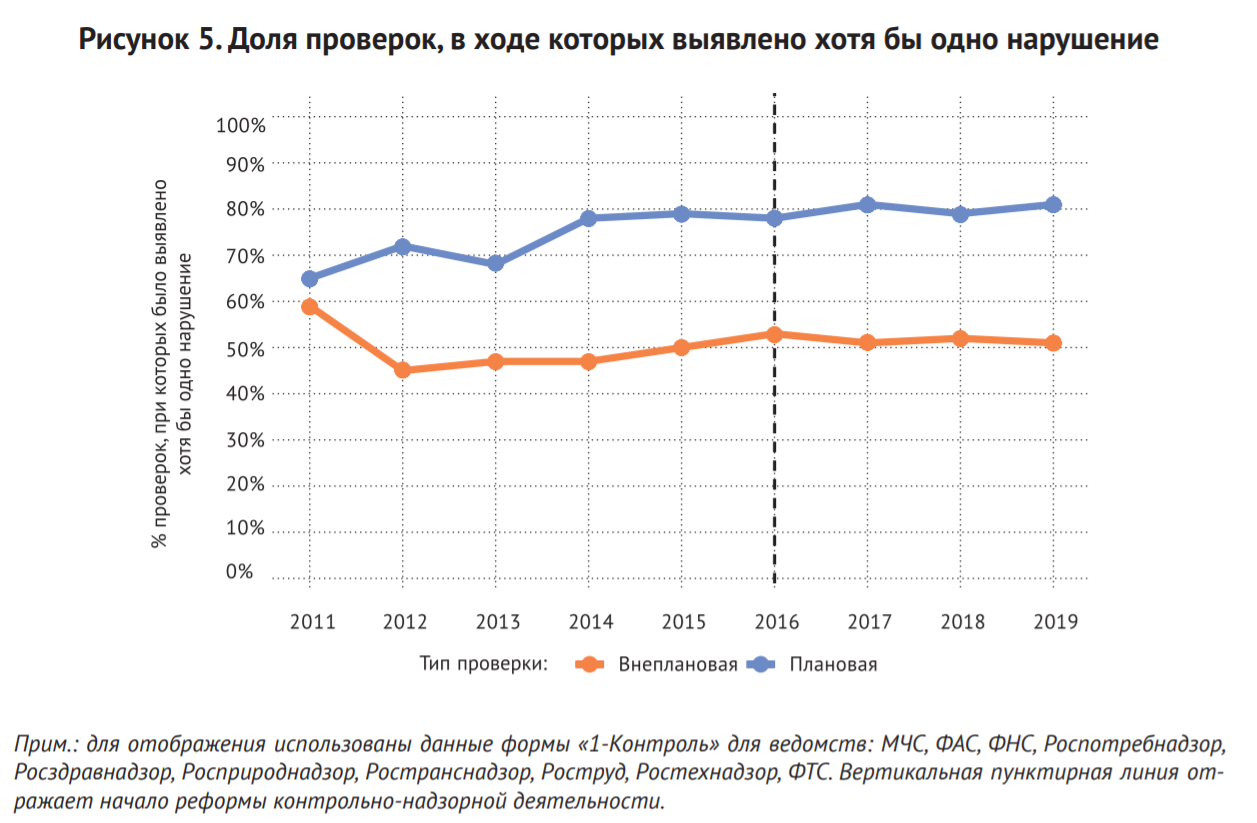 Рисунок 5. Доля проверок, в ходе которых выявлено хотя бы одно нарушение
% проверок, при которых было выявлено
хотя бы одно нарушение
100%
90%
80%
70%
60%
50%
40%
30%
20%
10%
0%
2011 2012 2013 2014 2015 2016 2017 2018 2019
Тип проверки: Внеплановая Плановая
Прим.: для отображения использованы данные формы «1-Контроль» для ведомств: МЧС, ФАС, ФНС, Роспотребнадзор,
Росздравнадзор, Росприроднадзор, Ространснадзор, Роструд, Ростехнадзор, ФТС. Вертикальная пунктирная линия от-
ражает начало реформы контрольно-надзорной деятельности.